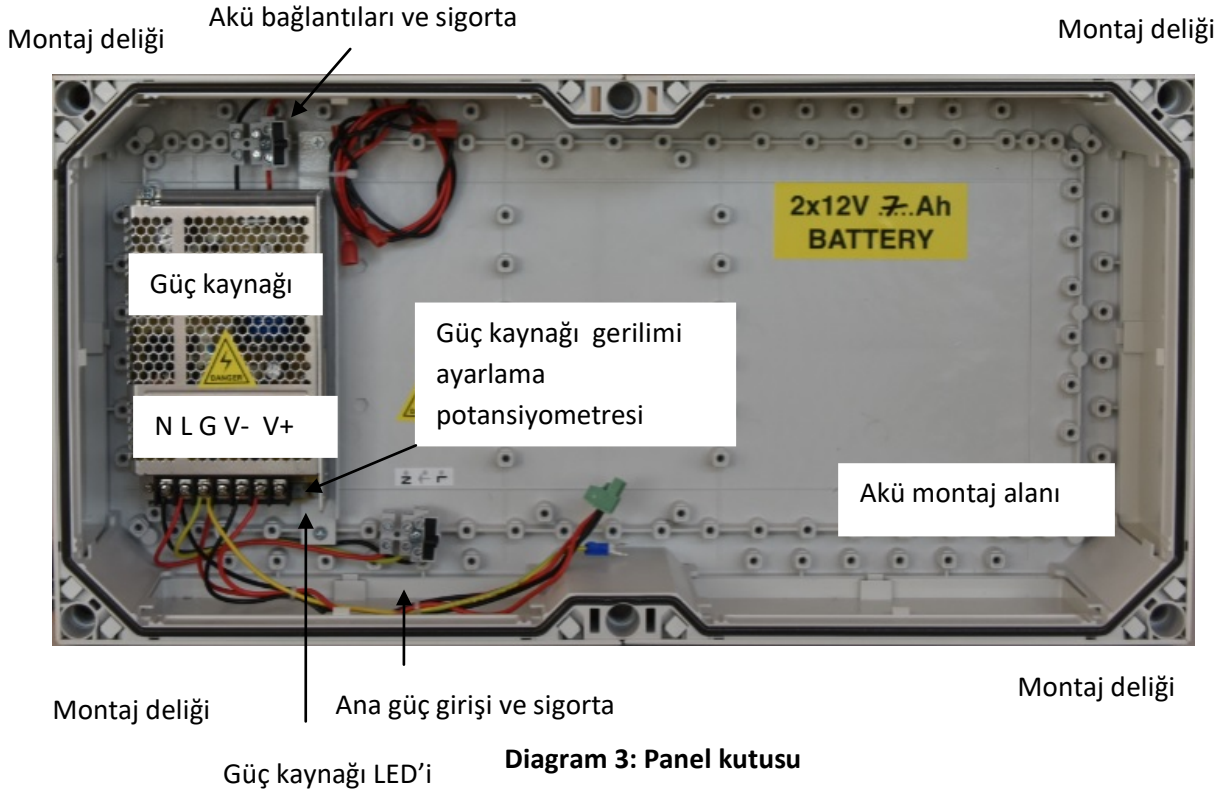 Akü bağlantıları ve sigorta
Montaj deliği
Montaj deliği
2x12V 7 Ah
BATTERY
Güç kaynağı
DANGER
Güç kaynağı gerilimi
ayarlama
potansiyometresi
N L G V- V+
N L
Akü montaj alanı
Montaj deliği
Ana güç girişi ve sigorta
Montaj deliği
Diagram 3: Panel kutusu
Güç kaynağı LED’i